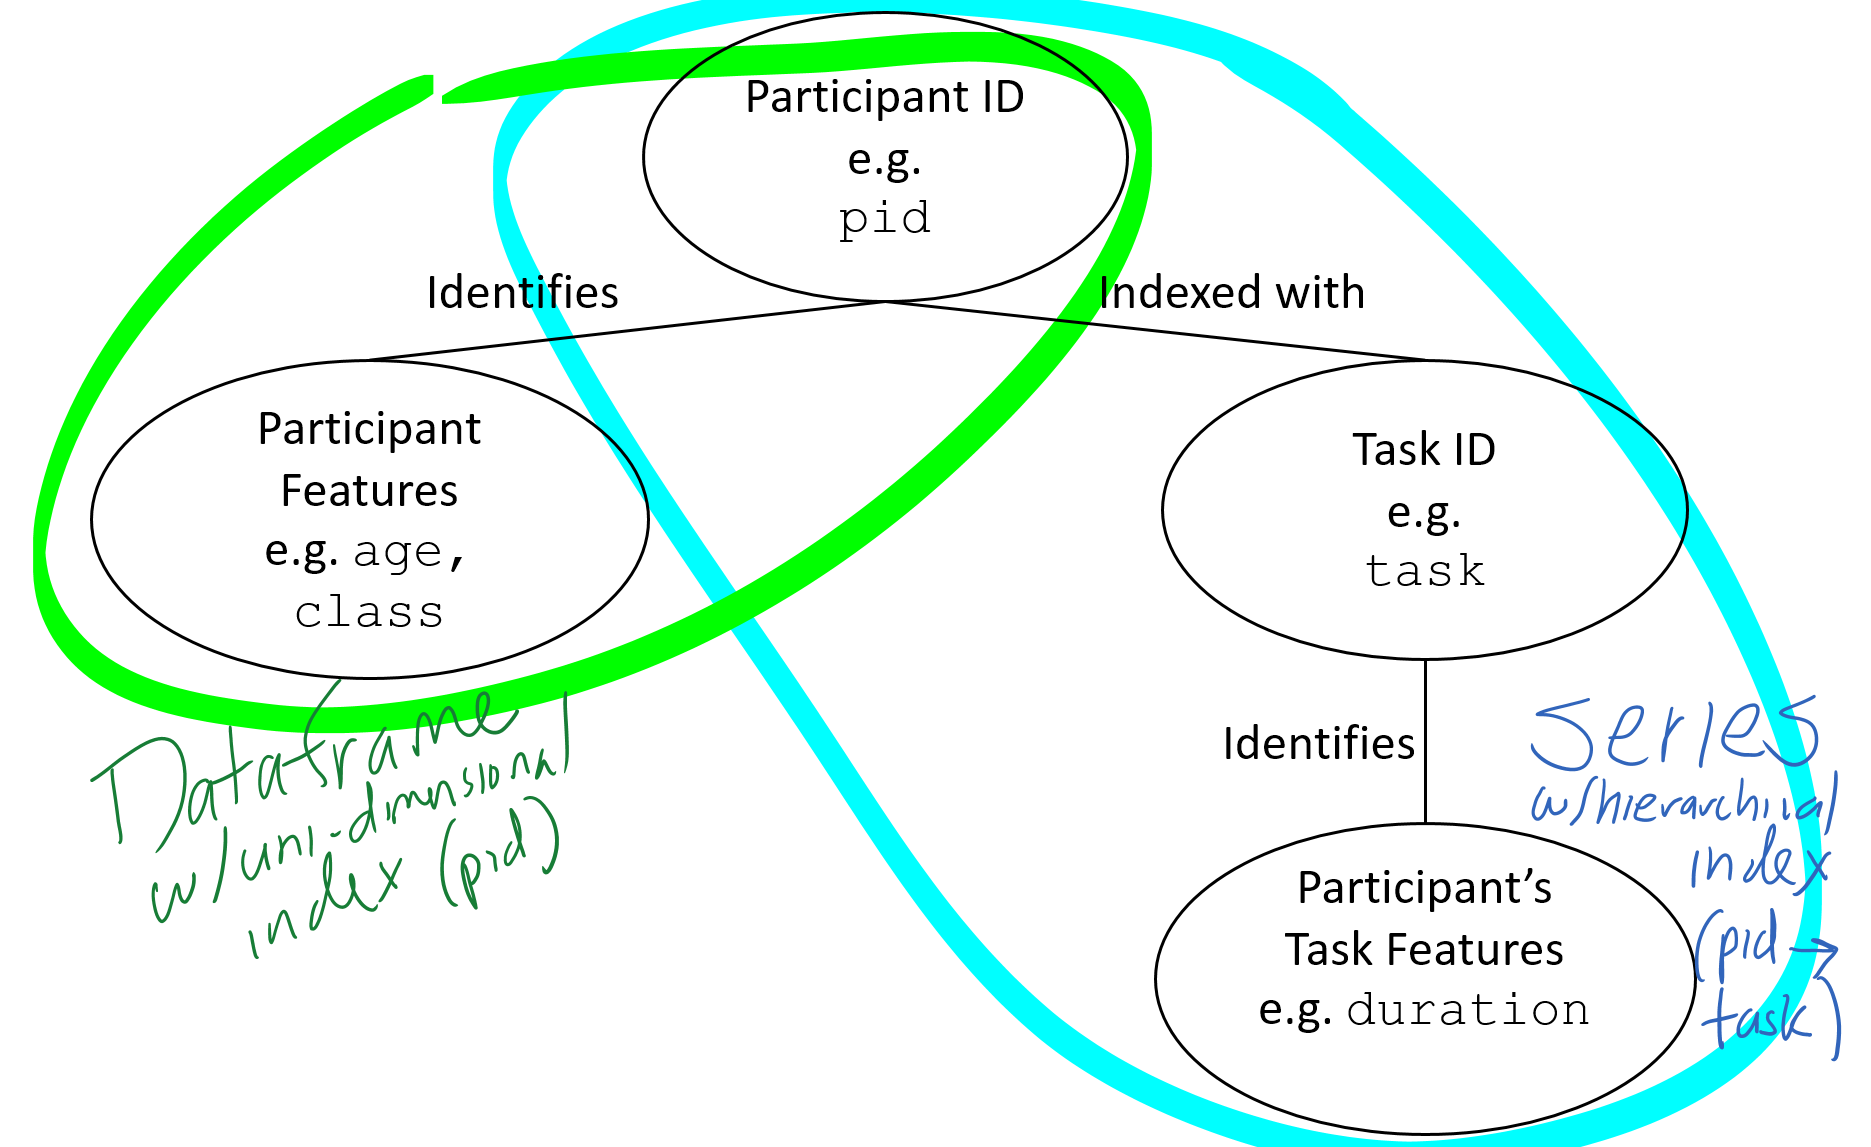 Participant ID
e.g.
pid
Identifies
Indexed with
Participant
Features
e.g. age,
class
Task ID
e.g.
task
Identifies
Participant's
Task Features
e.g. duration
Dataframe
w/uni-dimensional
index (pid)
Series
w/hierarchical
index
(pid →
task)